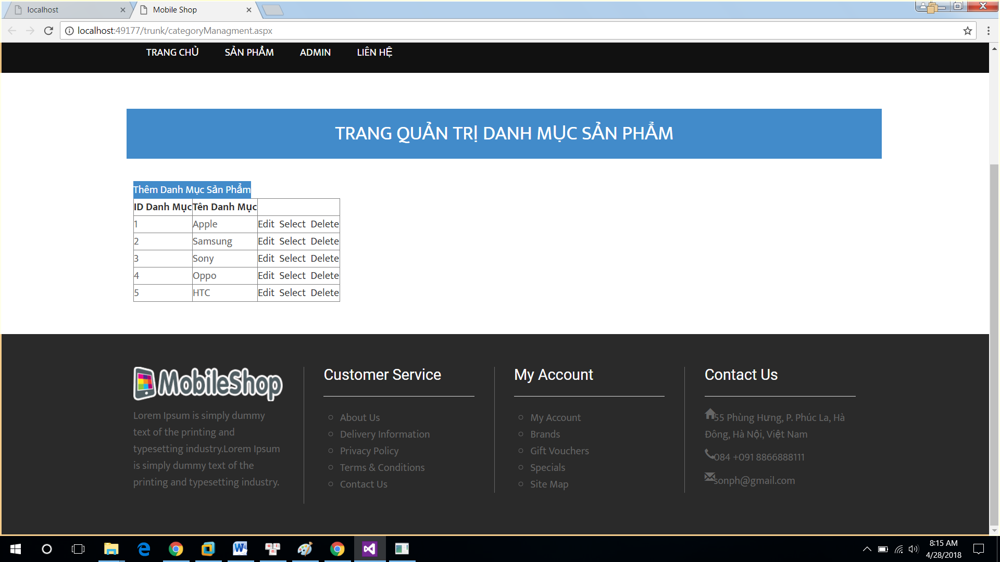 localhost
Mobile Shop
localhost:49177/trunk/categoryManagment.aspx
TRANG CHỦ SẢN PHẨM ADMIN LIÊN HỆ
TRANG QUẢN TRỊ DANH MỤC SẢN PHẨM
Thêm Danh Mục Sản Phẩm
ID Danh Mục Tên Danh Mục
1 Apple Edit Select Delete
2 Samsung Edit Select Delete
3 Sony Edit Select Delete
4 Oppo Edit Select Delete
5 HTC Edit Select Delete
MobileShop
Lorem Ipsum is simply dummy
text of the printing and
typesetting industry.Lorem Ipsum
is simply dummy text of the
printing and typesetting industry.
Customer Service
About Us
Delivery Information
Privacy Policy
Terms & Conditions
Contact Us
My Account
My Account
Brands
Gift Vouchers
Specials
Site Map
Contact Us
55 Phùng Hưng, P. Phúc La, Hà
Đông, Hà Nội, Việt Nam
084 +091 8866888111
sonph@gmail.com
8:15 AM
4/28/2018